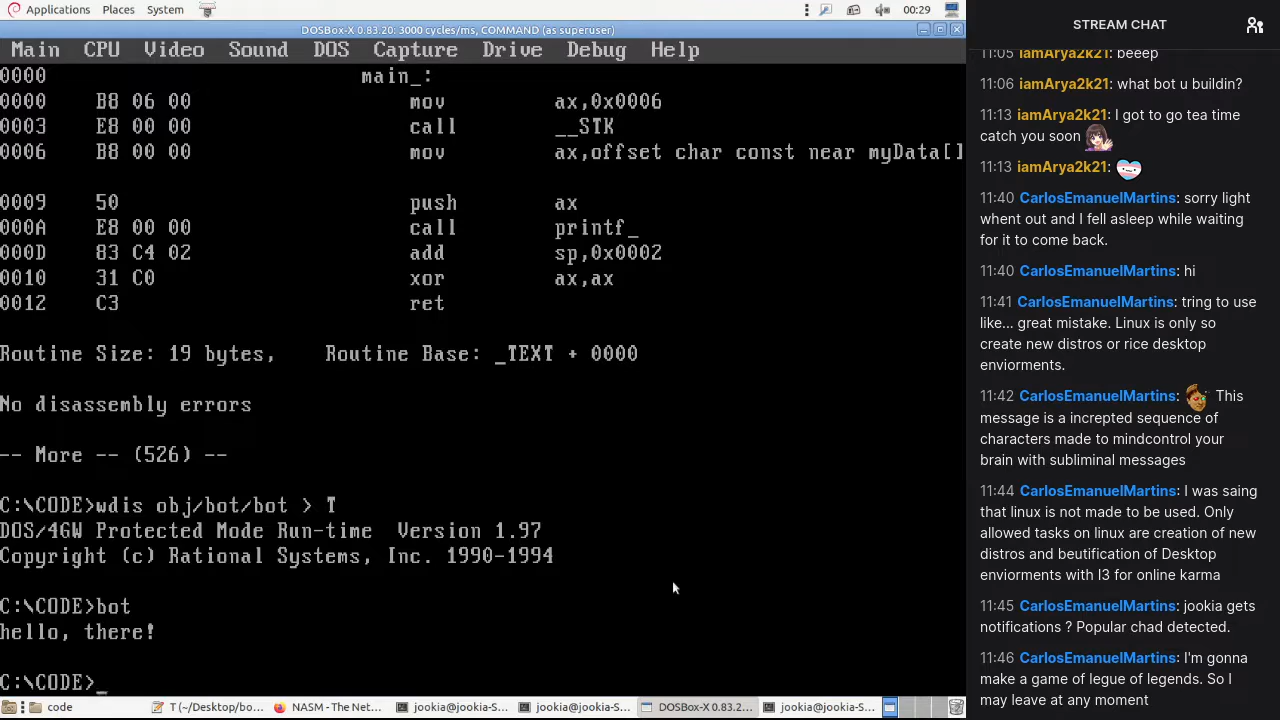 Applications Places System 00:29
DOSBox-X 0.83.20: 3000 cycles/ms, COMMAND (as superuser)
Main CPU Video Sound DOS Capture Drive Debug Help
0000 main_:
0000 B8 06 00 mov ax,0x0006
0003 E8 00 00 call __STK
0006 B8 00 00 mov ax,offset char const near myData[]
0009 50 push ax
000A E8 00 00 call printf_
000D 83 C4 02 add sp,0x0002
0010 31 C0 xor ax,ax
0012 C3 ret
Routine Size: 19 bytes, Routine Base: _TEXT + 0000
No disassembly errors
-- More -- (526) --
C:\CODE>wdis obj/bot/bot > T
DOS/4GW Protected Mode Run-time Version 1.97
Copyright (c) Rational Systems, Inc. 1990-1994
C:\CODE>bot
hello, there!
C:\CODE>_
code T (~/Desktop/bo... NASM - The Net... jookia@jookia-S... jookia@jookia-S... DOSBox-X 0.83.2... jookia@jookia-S...
STREAM CHAT
11:05 iamArya2k21: beeep
11:06 iamArya2k21: what bot u buildin?
11:13 iamArya2k21: I got to go tea time
catch you soon
11:13 iamArya2k21:
11:40 CarlosEmanuelMartins: sorry light
whent out and I fell asleep while waiting
for it to come back.
11:40 CarlosEmanuelMartins: hi
11:41 CarlosEmanuelMartins: tring to use
like... great mistake. Linux is only so
create new distros or rice desktop
enviorments.
11:42 CarlosEmanuelMartins: This
message is a increpted sequence of
characters made to mindcontrol your
brain with subliminal messages
11:44 CarlosEmanuelMartins: I was saing
that linux is not made to be used. Only
allowed tasks on linux are creation of new
distros and beutification of Desktop
enviorments with I3 for online karma
11:45 CarlosEmanuelMartins: jookia gets
notifications ? Popular chad detected.
11:46 CarlosEmanuelMartins: I'm gonna
make a game of legue of legends. So I
may leave at any moment